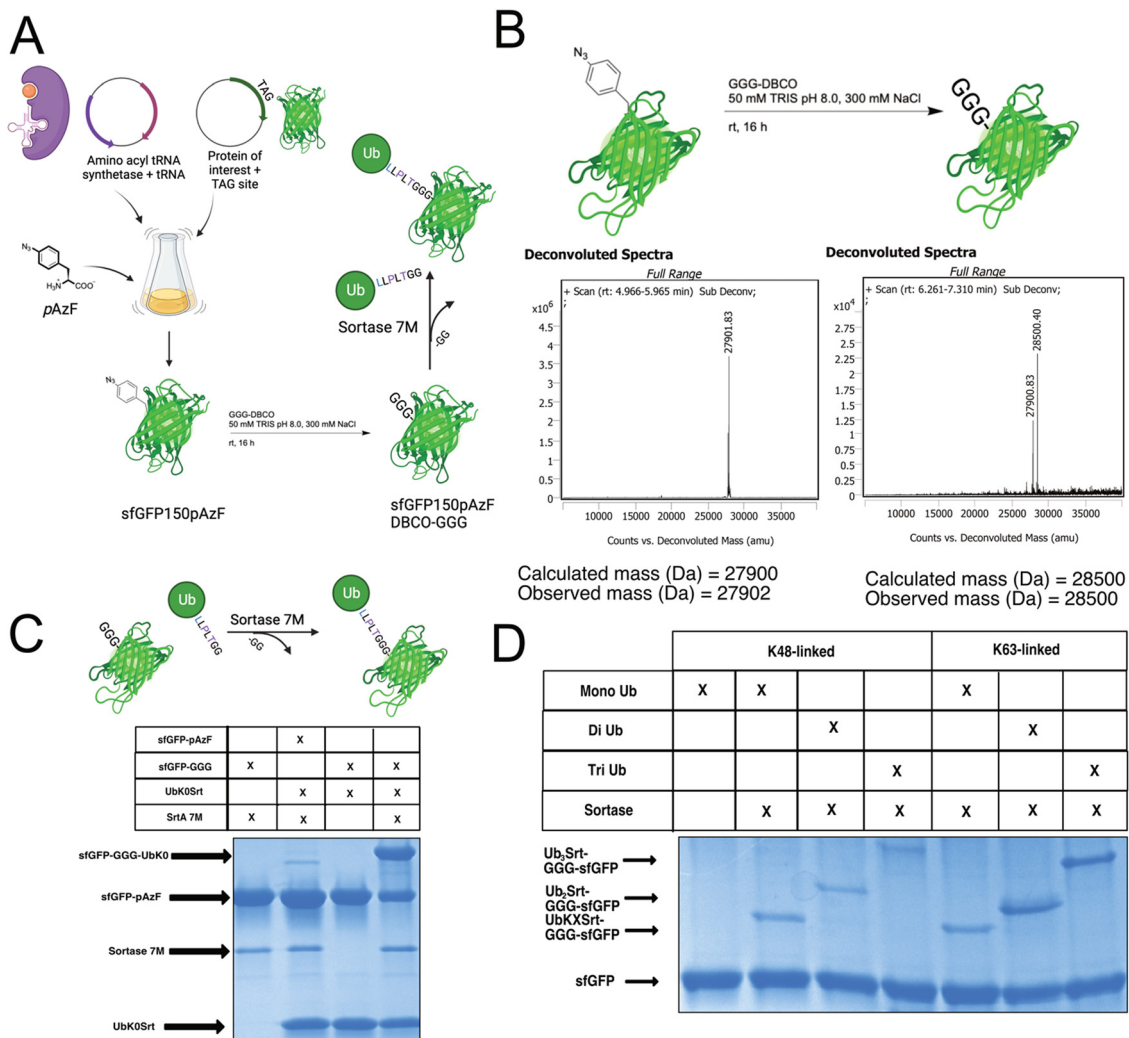 A
TAG
Amino acyl tRNA
synthetase + tRNA
Protein of
interest +
TAG site
N₃
H₃N⁺
COO⁻
pAzF
Ub
LLPLTGGG-
Ub
LLPLTGG
Sortase 7M
-GG
N₃
GGG-DBCO
50 mM TRIS pH 8.0, 300 mM NaCl
rt, 16 h
GGG-
sfGFP150pAzF
sfGFP150pAzF
DBCO-GGG
B
N₃
GGG-DBCO
50 mM TRIS pH 8.0, 300 mM NaCl
rt, 16 h
GGG-
Deconvoluted Spectra
Full Range
+ Scan (rt: 4.966-5.965 min) Sub Deconv;
;
x10⁶
4.5
4
3.5
3
2.5
2
1.5
1
0.5
0
27901.83
10000 15000 20000 25000 30000 35000
Counts vs. Deconvoluted Mass (amu)
Calculated mass (Da) = 27900
Observed mass (Da) = 27902
Deconvoluted Spectra
Full Range
+ Scan (rt: 6.261-7.310 min) Sub Deconv;
;
x10⁴
3
2.75
2.5
2.25
2
1.75
1.5
1.25
1
0.75
0.5
0.25
0
27900.83
28500.40
10000 15000 20000 25000 30000 35000
Counts vs. Deconvoluted Mass (amu)
Calculated mass (Da) = 28500
Observed mass (Da) = 28500
C
GGG-
Ub
LLPLTGG
Sortase 7M
-GG
Ub
LLPLTGGG-
sfGFP-pAzF X
sfGFP-GGG X X X
UbK0Srt X X X
SrtA 7M X X X
sfGFP-GGG-UbK0
sfGFP-pAzF
Sortase 7M
UbK0Srt
D
K48-linked K63-linked
Mono Ub X X X
Di Ub X X
Tri Ub X X
Sortase X X X X X X
Ub₃Srt-
GGG-sfGFP
Ub₂Srt-
GGG-sfGFP
UbKXSrt-
GGG-sfGFP
sfGFP